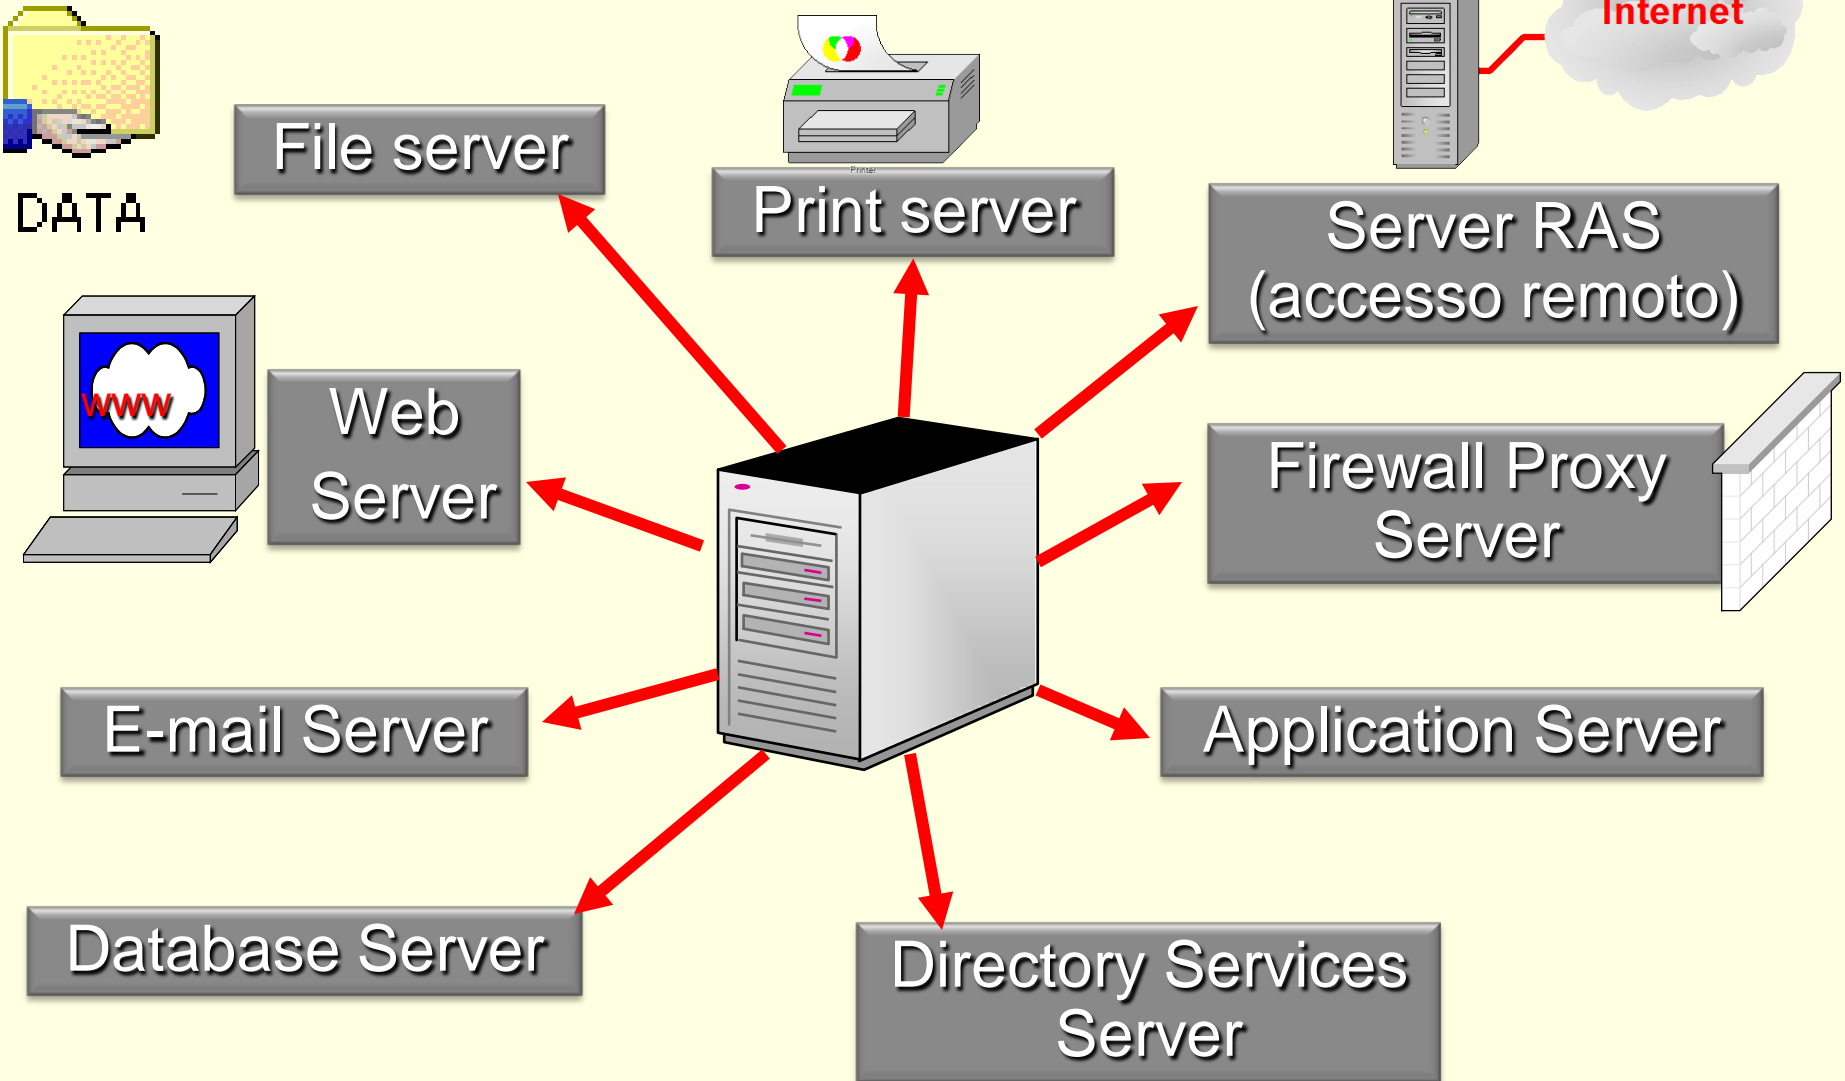 Internet
DATA
File server
Printer
Print server
Server RAS
(accesso remoto)
www
Web
Server
Firewall Proxy
Server
E-mail Server
Application Server
Database Server
Directory Services
Server